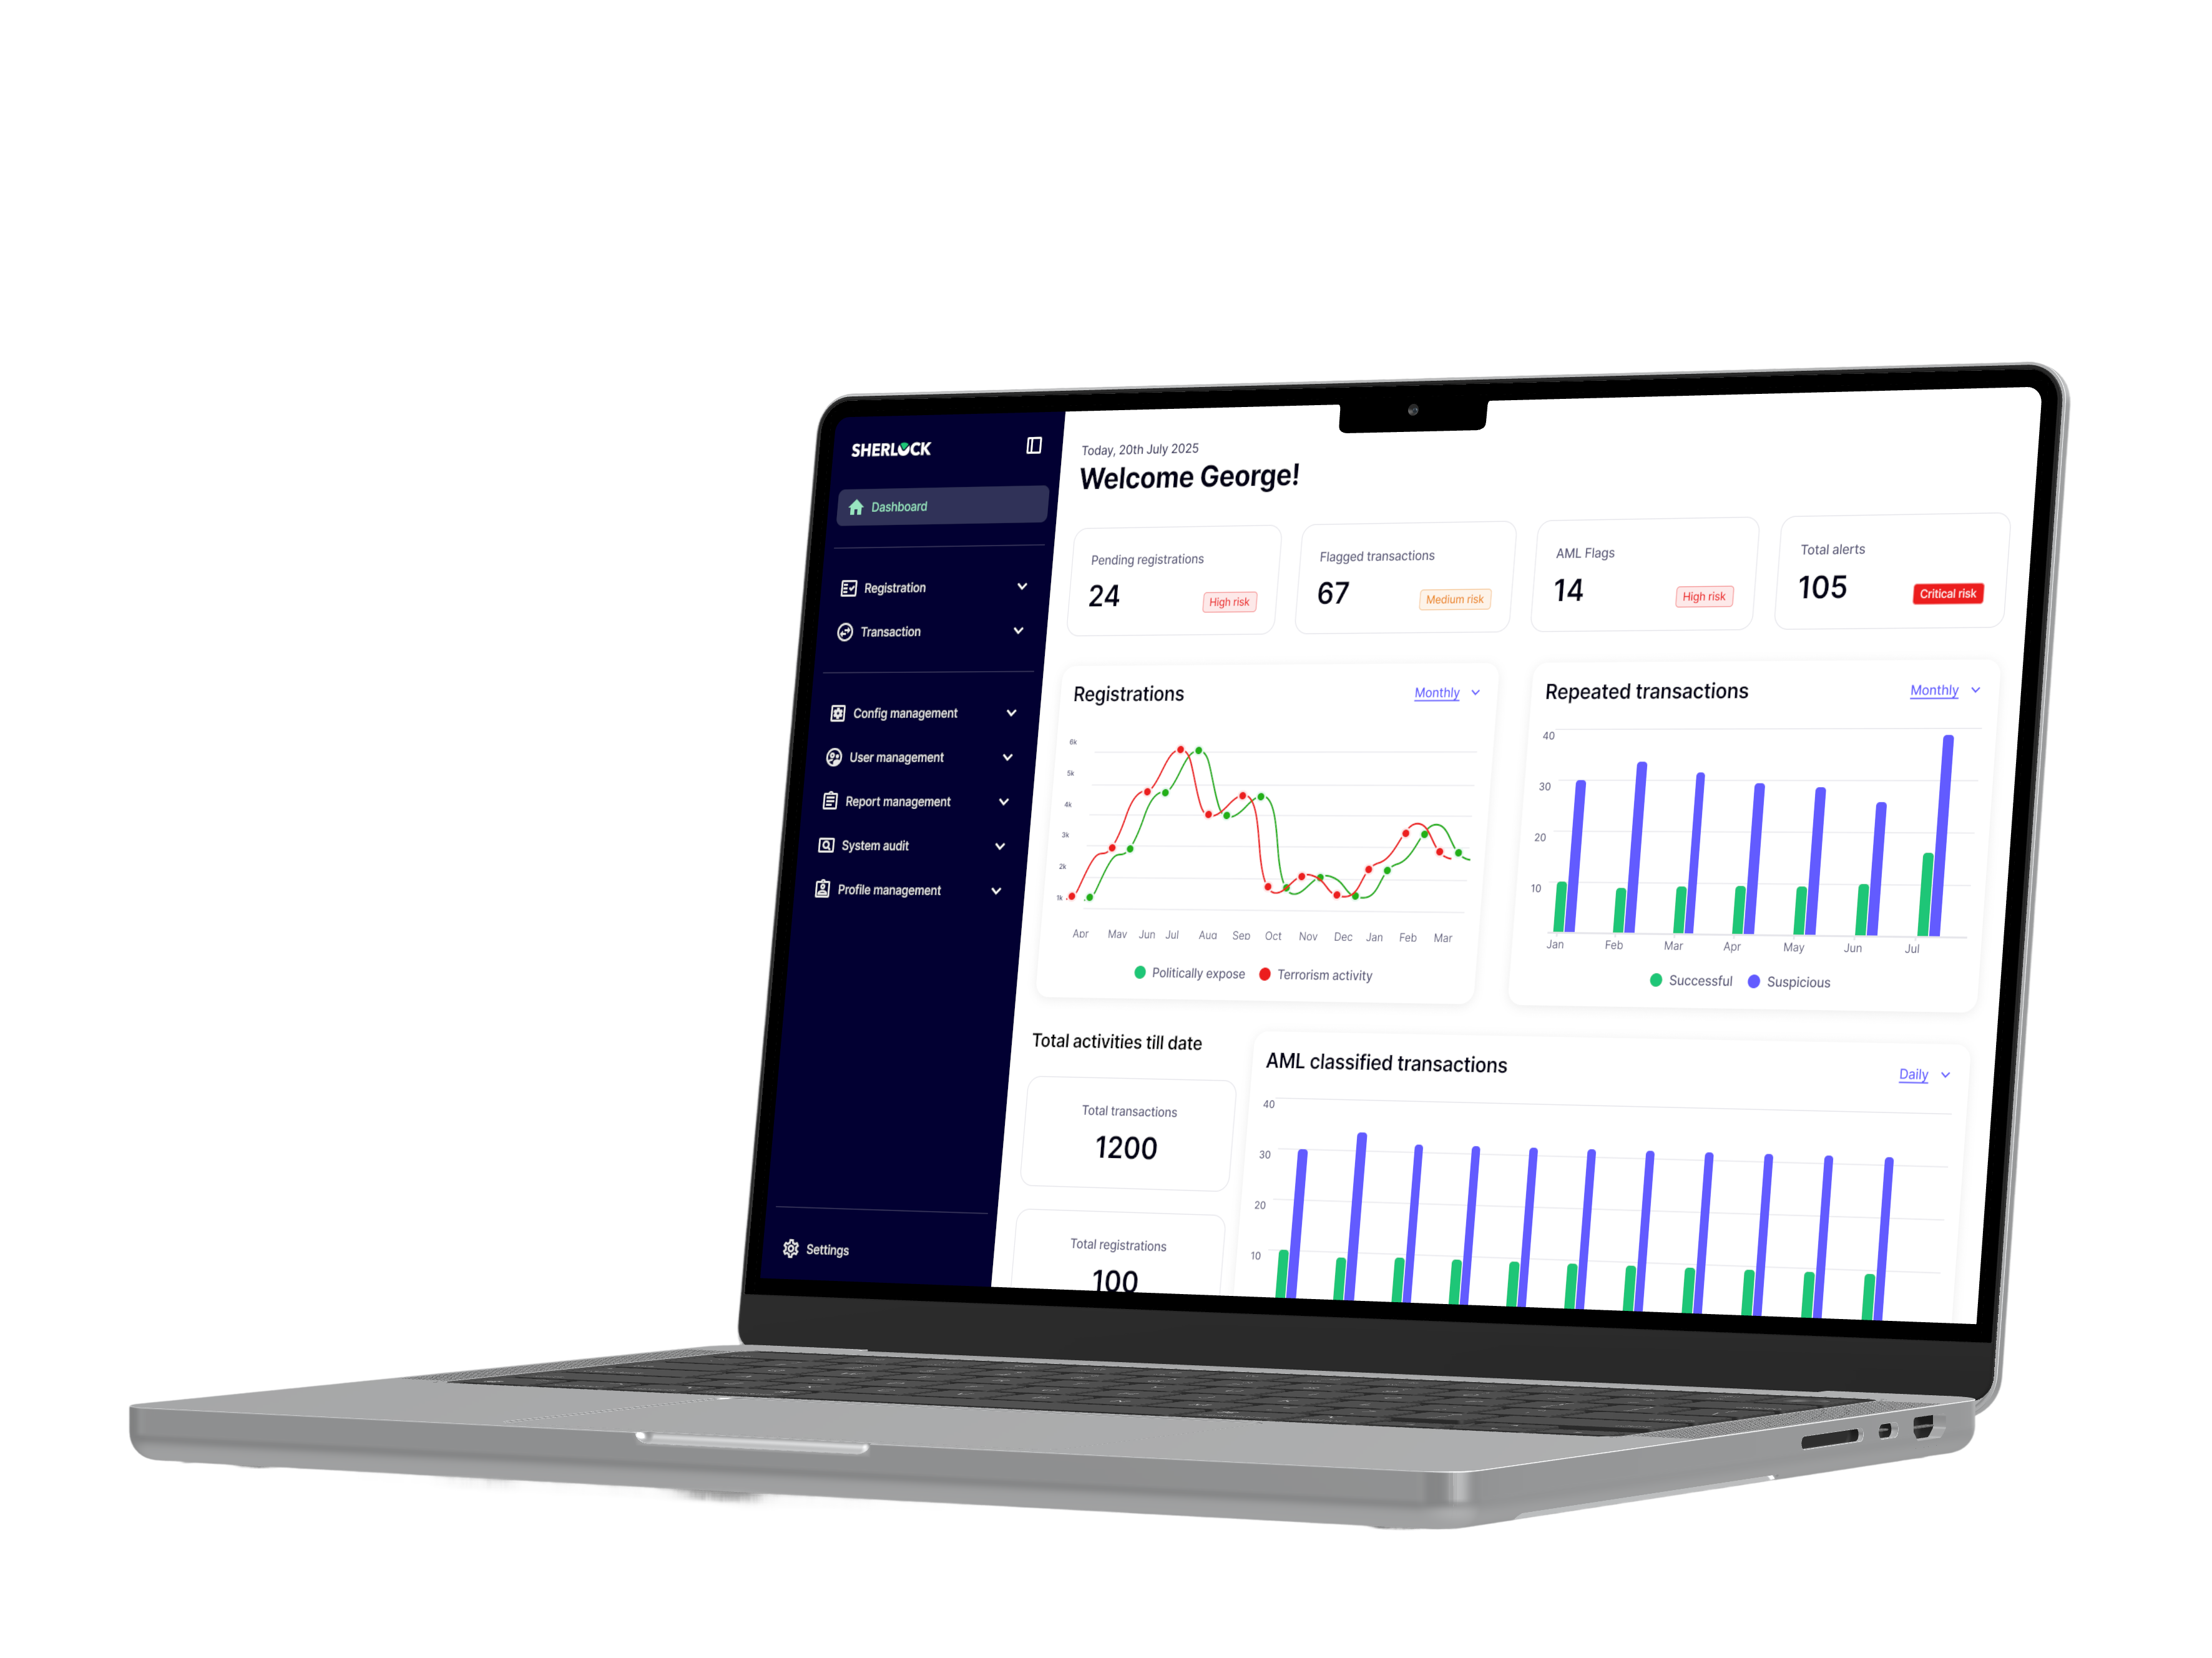 SHERLOCK
Dashboard
Registration
Transaction
Config management
User management
Report management
System audit
Profile management
Settings
Today, 20th July 2025
Welcome George!
Pending registrations
24
High risk
Flagged transactions
67
Medium risk
AML Flags
14
High risk
Total alerts
105
Critical risk
Registrations
Monthly
6k
5k
4k
3k
2k
1k
Apr May Jun Jul Aug Sep Oct Nov Dec Jan Feb Mar
Politically expose Terrorism activity
Repeated transactions
Monthly
40
30
20
10
Jan Feb Mar Apr May Jun Jul
Successful Suspicious
Total activities till date
Total transactions
1200
Total registrations
100
AML classified transactions
Daily
40
30
20
10